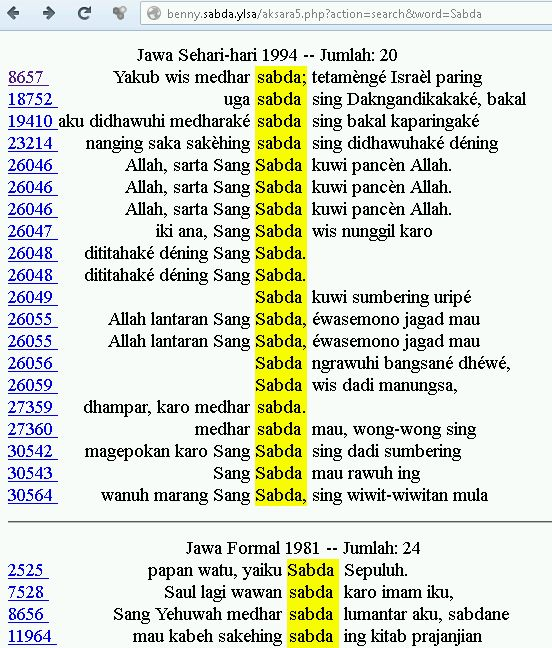 benny.sabda.ylsa/aksara5.php?action=search&word=Sabda
Jawa Sehari-hari 1994 -- Jumlah: 20
8657 Yakub wis medhar sabda; tetamèngé Israèl paring
18752 uga sabda sing Dakngandikakaké, bakal
19410 aku didhawuhi medharaké sabda sing bakal kaparingaké
23214 nanging saka sakèhing sabda sing didhawuhaké déning
26046 Allah, sarta Sang Sabda kuwi pancèn Allah.
26046 Allah, sarta Sang Sabda kuwi pancèn Allah.
26046 Allah, sarta Sang Sabda kuwi pancèn Allah.
26047 iki ana, Sang Sabda wis nunggil karo
26048 dititahaké déning Sang Sabda.
26048 dititahaké déning Sang Sabda.
26049 Sabda kuwi sumbering uripé
26055 Allah lantaran Sang Sabda, éwasemono jagad mau
26055 Allah lantaran Sang Sabda, éwasemono jagad mau
26056 Sabda ngrawuhi bangsané dhéwé,
26059 Sabda wis dadi manungsa,
27359 dhampar, karo medhar sabda.
27360 medhar sabda mau, wong-wong sing
30542 magepokan karo Sang Sabda sing dadi sumbering
30543 Sang Sabda mau rawuh ing
30564 wanuh marang Sang Sabda, sing wiwit-wiwitan mula
Jawa Formal 1981 -- Jumlah: 24
2525 papan watu, yaiku Sabda Sepuluh.
7528 Saul lagi wawan sabda karo imam iku,
8656 Sang Yehuwah medhar sabda lumantar aku, sabdane
11964 mau kabeh sakehing sabda ing kitab prajanjian